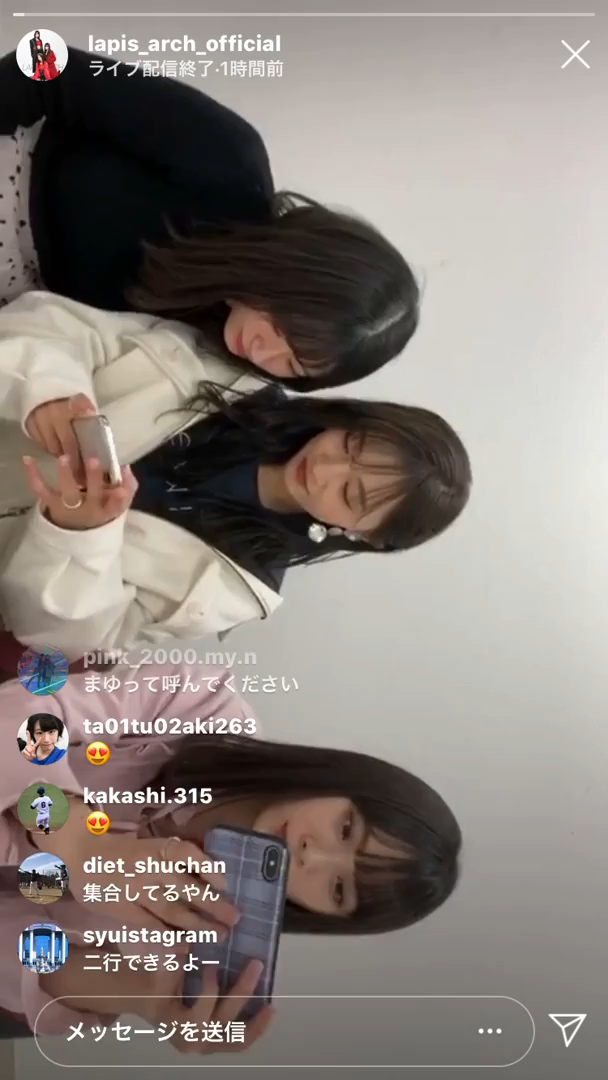 lapis_arch_official
ライブ配信終了·1時間前
pink_2000.my.n
まゆって呼んでください
ta01tu02aki263
😍
kakashi.315
😍
diet_shuchan
集合してるやん
syuistagram
二行できるよー
メッセージを送信